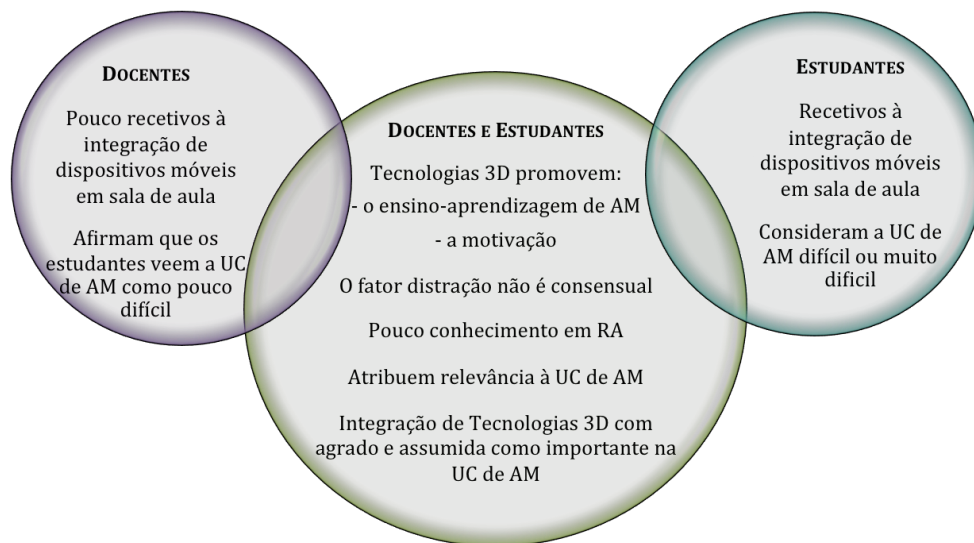 DOCENTES
Pouco recetivos à
integração de
dispositivos móveis
em sala de aula
Afirmam que os
estudantes veem a UC
de AM como pouco
difícil
DOCENTES E ESTUDANTES
Tecnologias 3D promovem:
- o ensino-aprendizagem de AM
- a motivação
O fator distração não é consensual
Pouco conhecimento em RA
Atribuem relevância à UC de AM
Integração de Tecnologias 3D com
agrado e assumida como importante na
UC de AM
ESTUDANTES
Recetivos à
integração de
dispositivos móveis
em sala de aula
Consideram a UC de
AM difícil ou muito
dificil